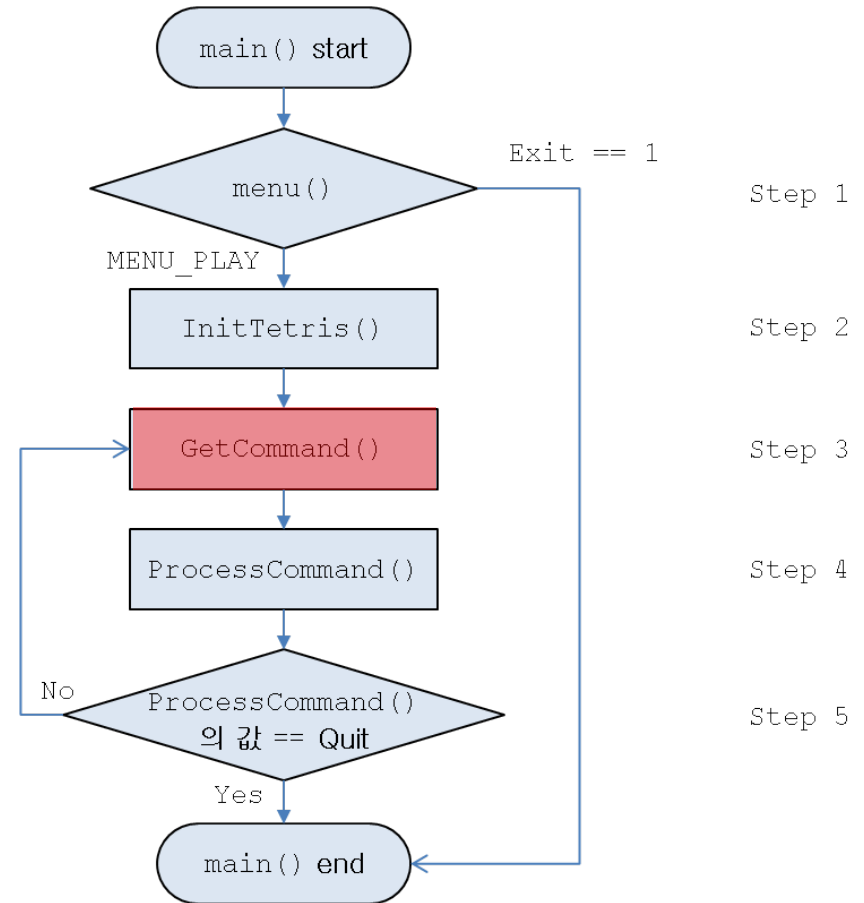 main() start
Exit == 1
menu()
Step 1
MENU_PLAY
InitTetris()
Step 2
GetCommand()
Step 3
ProcessCommand()
Step 4
No
ProcessCommand()
의 값 == Quit
Step 5
Yes
main() end